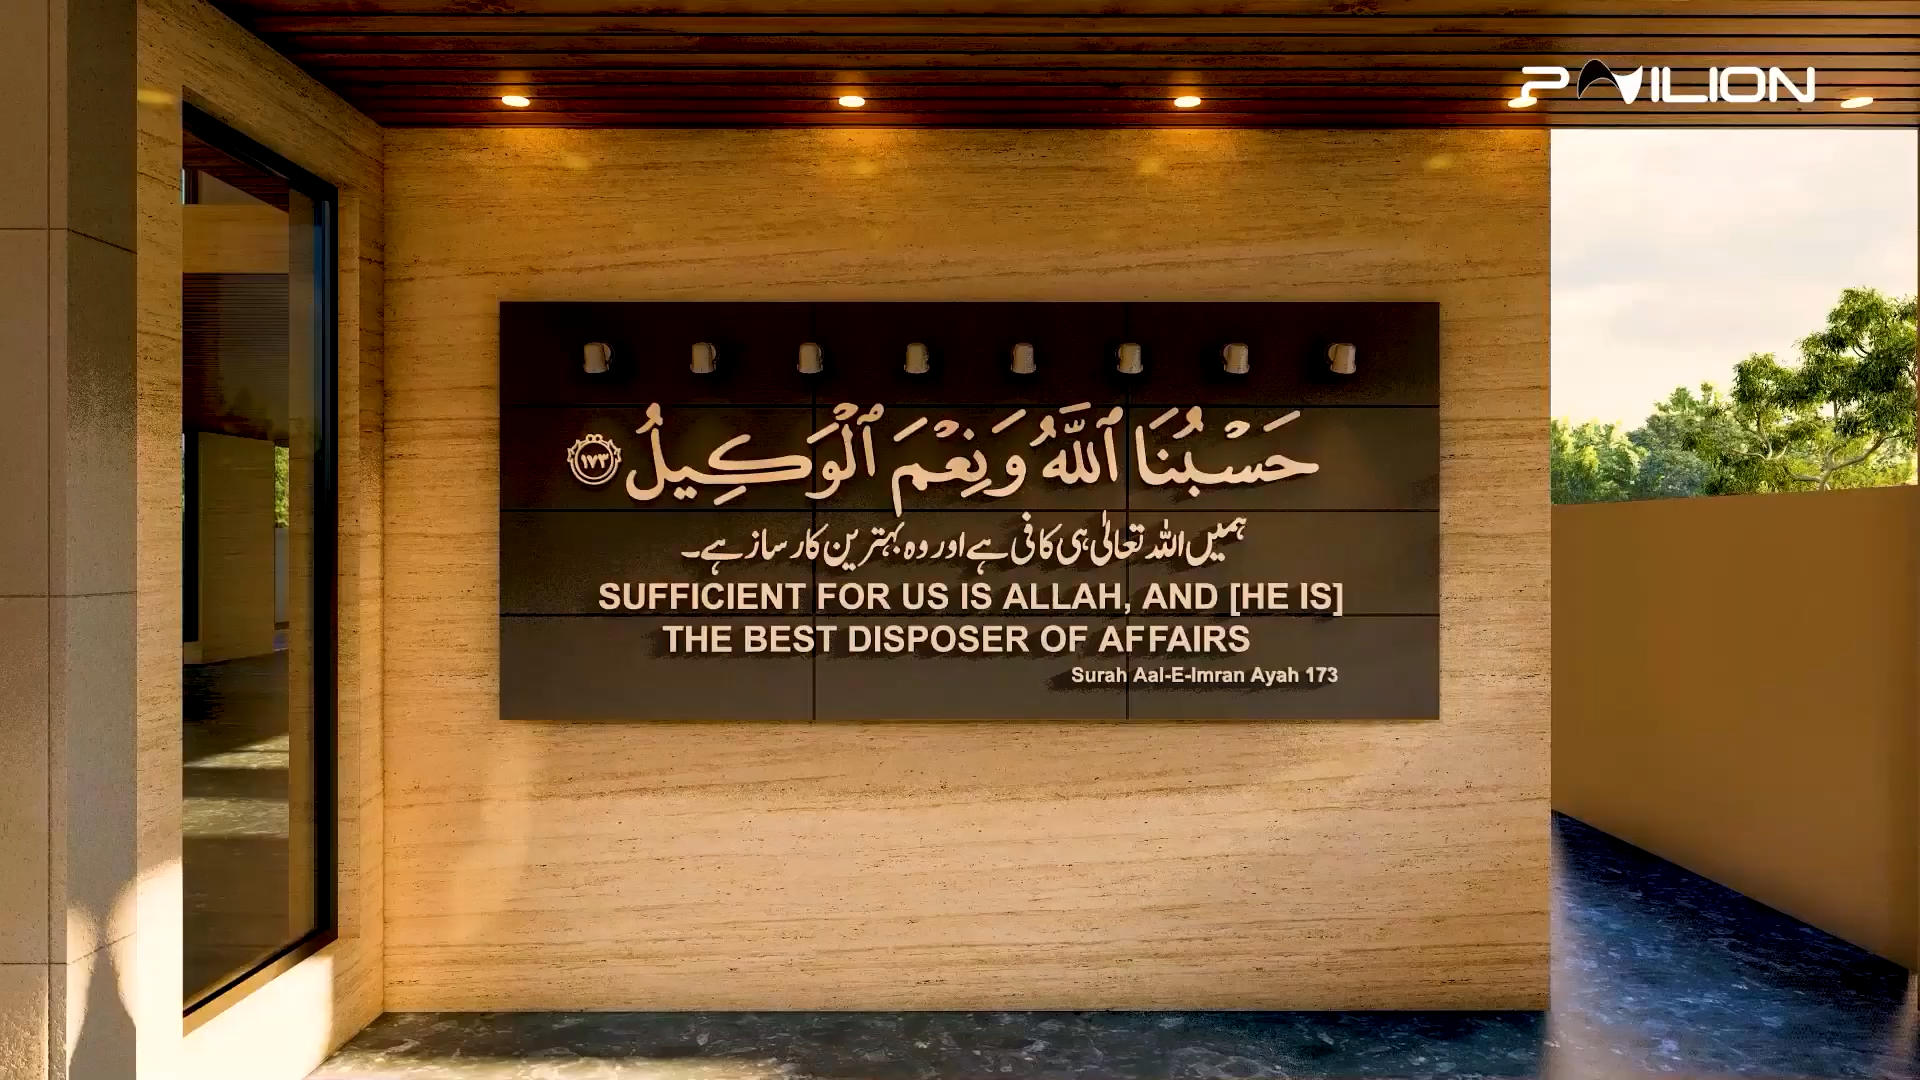 PAVILION
حَسْبُنَا ٱللَّهُ وَنِعْمَ ٱلْوَكِيلُ ١٧٣
ہمیں اللہ تعالیٰ ہی کافی ہے اور وہ بہترین کارساز ہے۔
SUFFICIENT FOR US IS ALLAH, AND [HE IS]
THE BEST DISPOSER OF AFFAIRS
Surah Aal-E-Imran Ayah 173